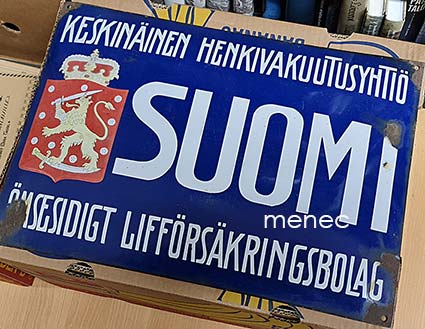 KESKINÄINEN HENKIVAKUUTUSYHTIÖ
SUOMI
menec
ÖMSESIDIGT LIFFÖRSÄKRINGSBOLAG